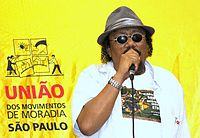 UNIÃO
DOS MOVIMENTOS
DE MORADIA
SÃO PAULO